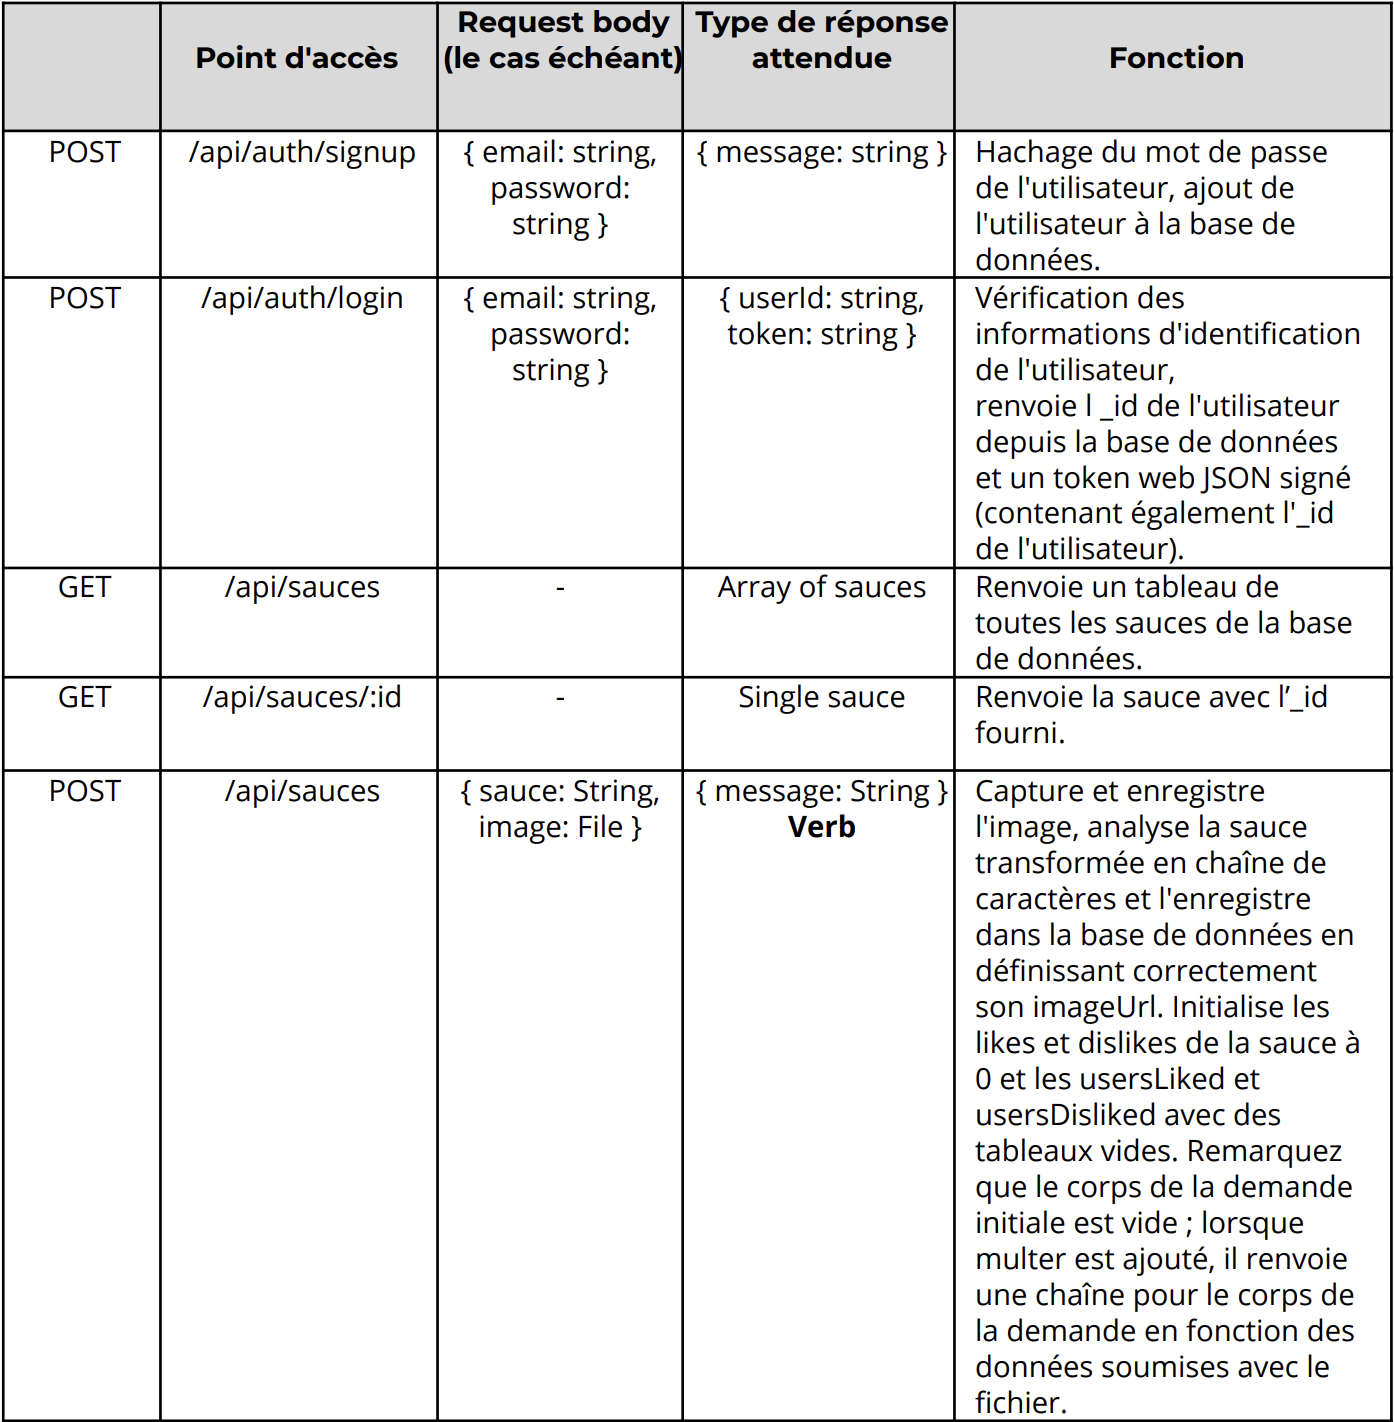 Point d'accès
Request body
(le cas échéant)
Type de réponse
attendue
Fonction
POST
/api/auth/signup
{ email: string,
password:
string }
{ message: string }
Hachage du mot de passe
de l'utilisateur, ajout de
l'utilisateur à la base de
données.
POST
/api/auth/login
{ email: string,
password:
string }
{ userId: string,
token: string }
Vérification des
informations d'identification
de l'utilisateur,
renvoie l _id de l'utilisateur
depuis la base de données
et un token web JSON signé
(contenant également l'_id
de l'utilisateur).
GET
/api/sauces
-
Array of sauces
Renvoie un tableau de
toutes les sauces de la base
de données.
GET
/api/sauces/:id
-
Single sauce
Renvoie la sauce avec l’_id
fourni.
POST
/api/sauces
{ sauce: String,
image: File }
{ message: String }
Verb
Capture et enregistre
l'image, analyse la sauce
transformée en chaîne de
caractères et l'enregistre
dans la base de données en
définissant correctement
son imageUrl. Initialise les
likes et dislikes de la sauce à
0 et les usersLiked et
usersDisliked avec des
tableaux vides. Remarquez
que le corps de la demande
initiale est vide ; lorsque
multer est ajouté, il renvoie
une chaîne pour le corps de
la demande en fonction des
données soumises avec le
fichier.